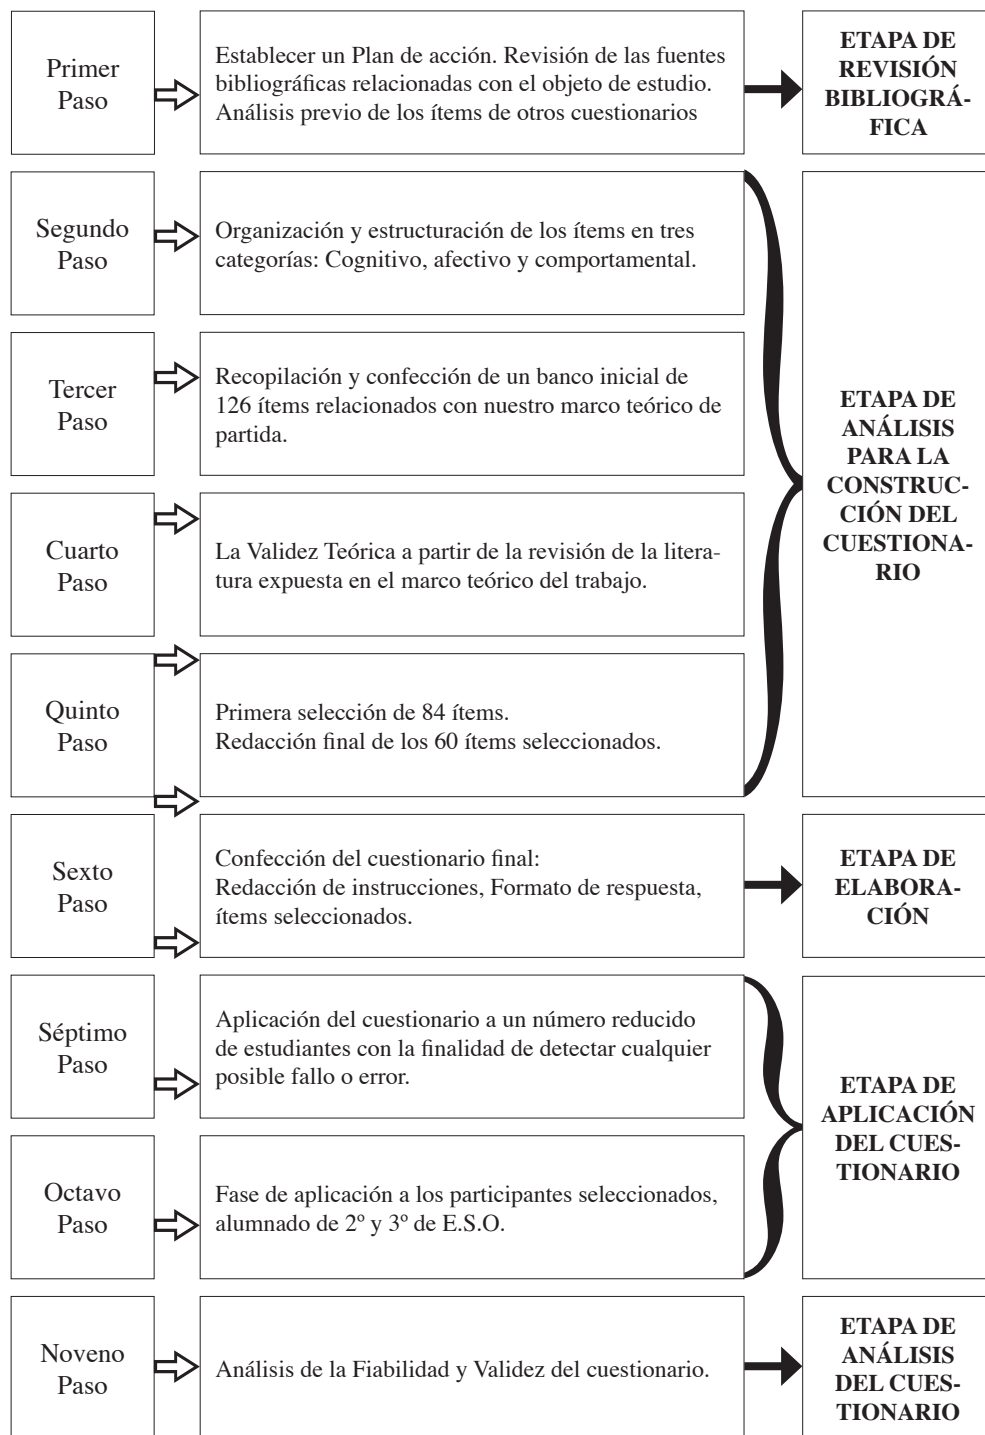 Primer
Paso
Establecer un Plan de acción. Revisión de las fuentes
bibliográficas relacionadas con el objeto de estudio.
Análisis previo de los ítems de otros cuestionarios
ETAPA DE
REVISIÓN
BIBLIOGRÁ-
FICA
Segundo
Paso
Organización y estructuración de los ítems en tres
categorías: Cognitivo, afectivo y comportamental.
Tercer
Paso
Recopilación y confección de un banco inicial de
126 ítems relacionados con nuestro marco teórico de
partida.
Cuarto
Paso
La Validez Teórica a partir de la revisión de la litera-
tura expuesta en el marco teórico del trabajo.
Quinto
Paso
Primera selección de 84 ítems.
Redacción final de los 60 ítems seleccionados.
ETAPA DE
ANÁLISIS
PARA LA
CONSTRUC-
CIÓN DEL
CUESTIONA-
RIO
Sexto
Paso
Confección del cuestionario final:
Redacción de instrucciones, Formato de respuesta,
ítems seleccionados.
ETAPA DE
ELABORA-
CIÓN
Séptimo
Paso
Aplicación del cuestionario a un número reducido
de estudiantes con la finalidad de detectar cualquier
posible fallo o error.
Octavo
Paso
Fase de aplicación a los participantes seleccionados,
alumnado de 2º y 3º de E.S.O.
ETAPA DE
APLICACIÓN
DEL CUES-
TIONARIO
Noveno
Paso
Análisis de la Fiabilidad y Validez del cuestionario.
ETAPA DE
ANÁLISIS
DEL CUES-
TIONARIO